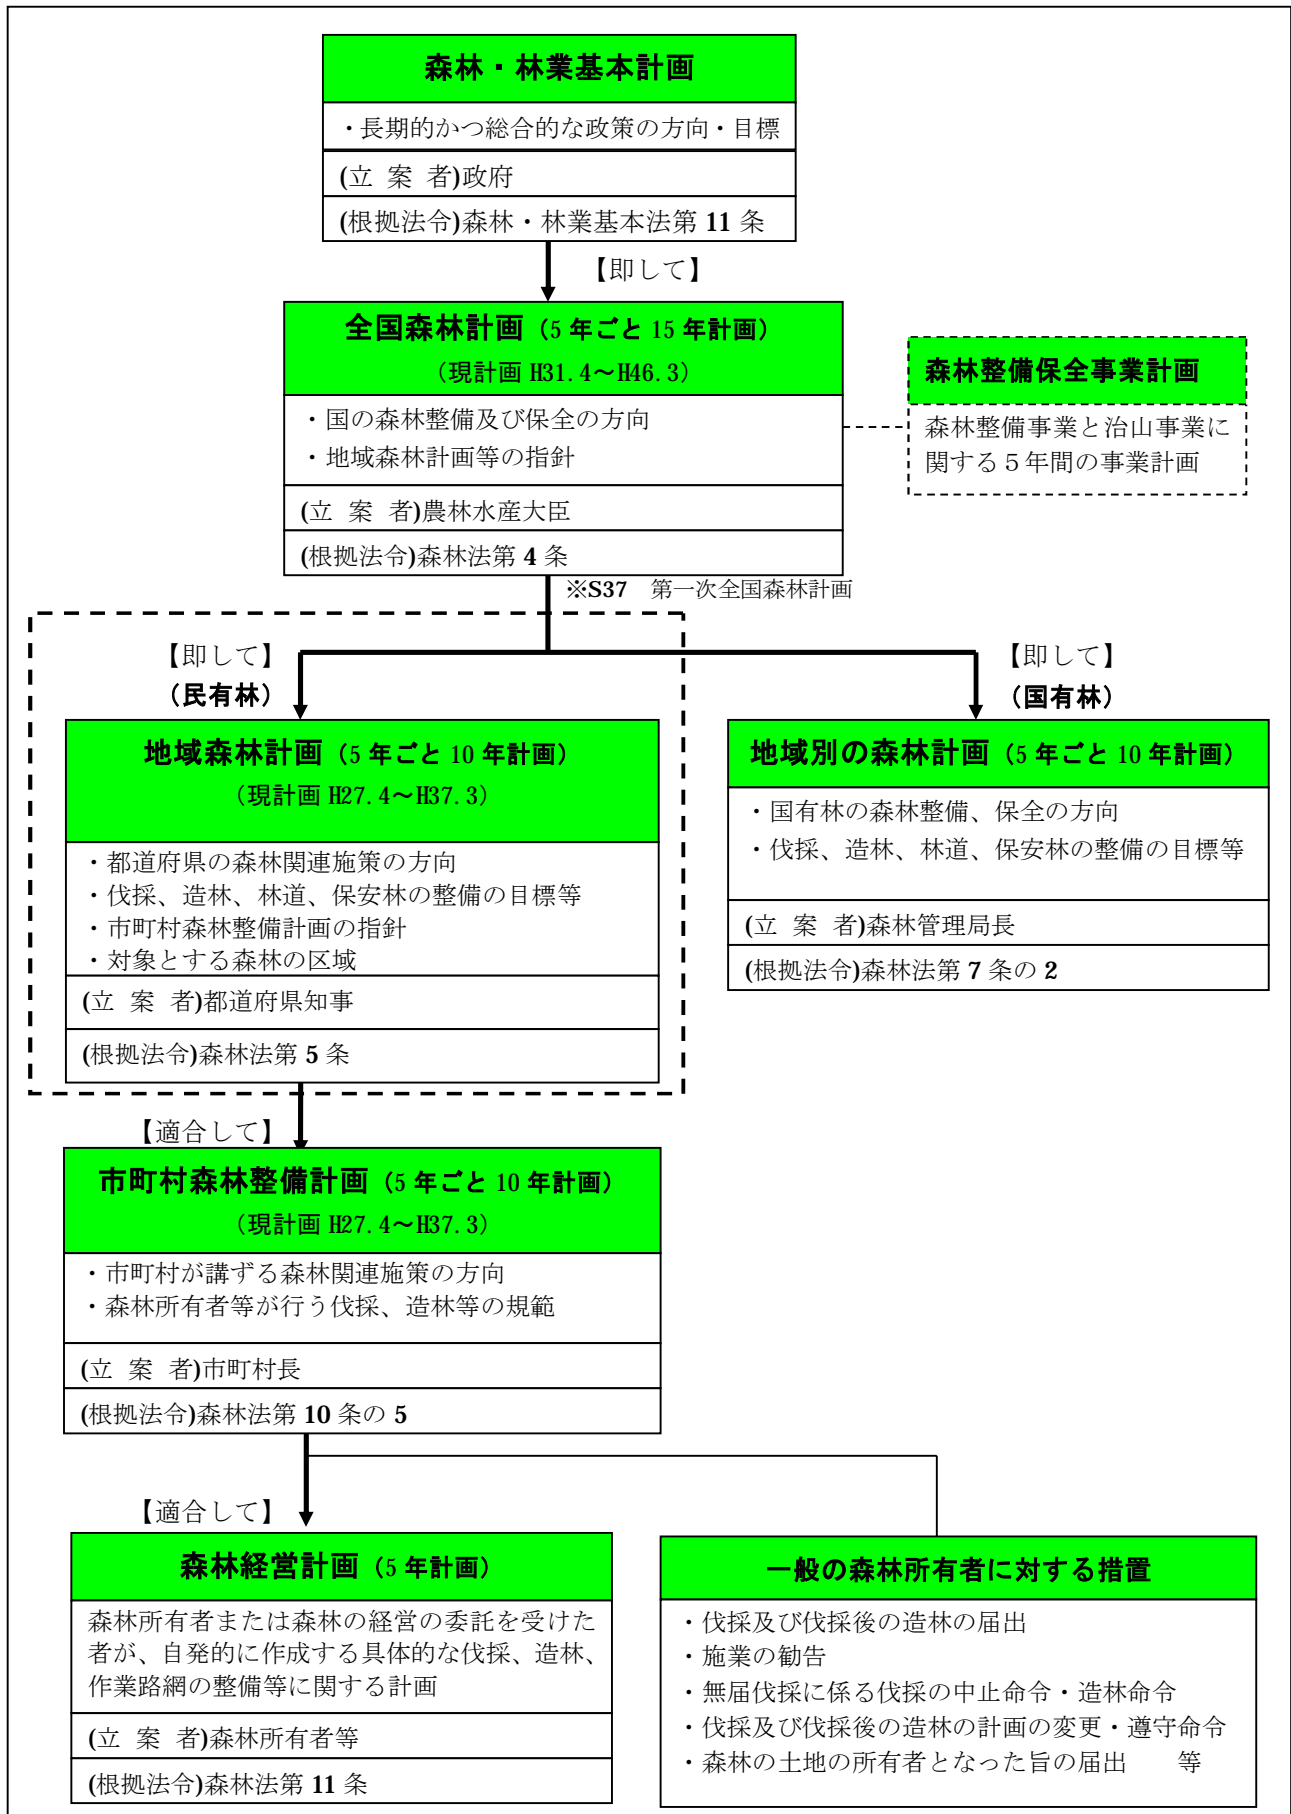 森林・林業基本計画
・長期的かつ総合的な政策の方向・目標
(立 案 者)政府
(根拠法令)森林・林業基本法第 11 条
【即して】
全国森林計画（5 年ごと 15 年計画）
（現計画 H31.4～H46.3）
・国の森林整備及び保全の方向
・地域森林計画等の指針
(立 案 者)農林水産大臣
(根拠法令)森林法第 4 条
森林整備保全事業計画
森林整備事業と治山事業に
関する５年間の事業計画
※S37　第一次全国森林計画
【即して】
（民有林）
【即して】
（国有林）
地域森林計画（5 年ごと 10 年計画）
（現計画 H27.4～H37.3）
・都道府県の森林関連施策の方向
・伐採、造林、林道、保安林の整備の目標等
・市町村森林整備計画の指針
・対象とする森林の区域
(立 案 者)都道府県知事
(根拠法令)森林法第 5 条
地域別の森林計画（5 年ごと 10 年計画）
・国有林の森林整備、保全の方向
・伐採、造林、林道、保安林の整備の目標等
(立 案 者)森林管理局長
(根拠法令)森林法第 7 条の 2
【適合して】
市町村森林整備計画（5 年ごと 10 年計画）
（現計画 H27.4～H37.3）
・市町村が講ずる森林関連施策の方向
・森林所有者等が行う伐採、造林等の規範
(立 案 者)市町村長
(根拠法令)森林法第 10 条の 5
【適合して】
森林経営計画（5 年計画）
森林所有者または森林の経営の委託を受けた
者が、自発的に作成する具体的な伐採、造林、
作業路網の整備等に関する計画
(立 案 者)森林所有者等
(根拠法令)森林法第 11 条
一般の森林所有者に対する措置
・伐採及び伐採後の造林の届出
・施業の勧告
・無届伐採に係る伐採の中止命令・造林命令
・伐採及び伐採後の造林の計画の変更・遵守命令
・森林の土地の所有者となった旨の届出　　等